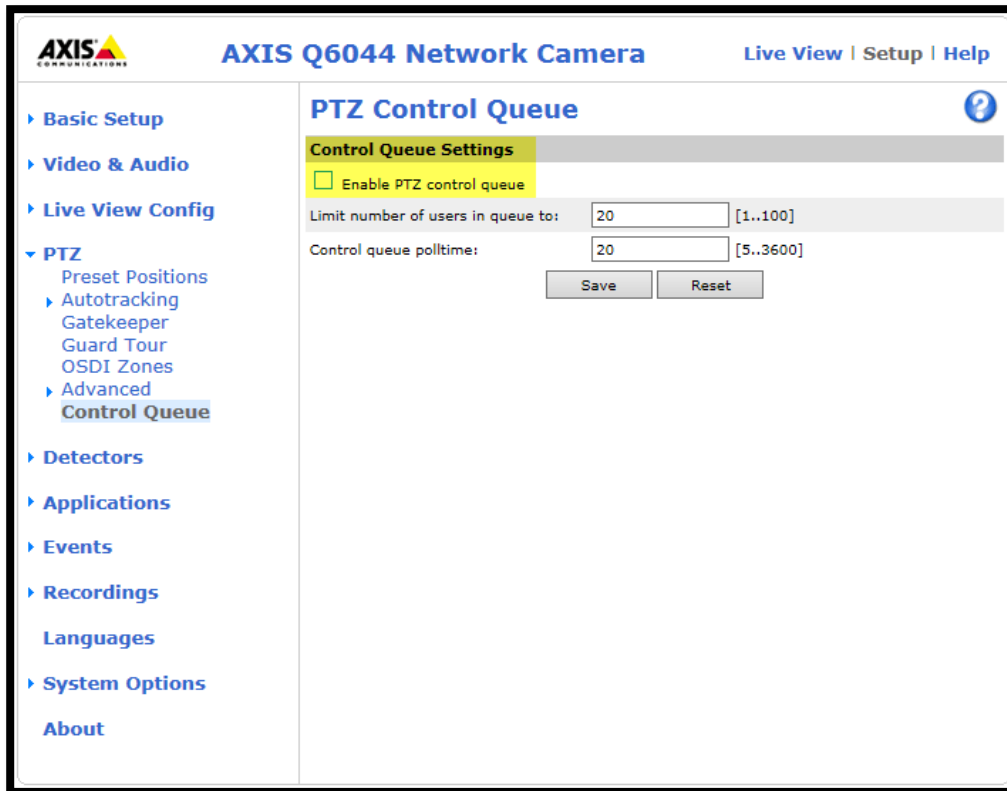 AXIS
COMMUNICATIONS
AXIS Q6044 Network Camera
Live View | Setup | Help
Basic Setup
Video & Audio
Live View Config
PTZ
Preset Positions
Autotracking
Gatekeeper
Guard Tour
OSDI Zones
Advanced
Control Queue
Detectors
Applications
Events
Recordings
Languages
System Options
About
PTZ Control Queue
?
Control Queue Settings
Enable PTZ control queue
Limit number of users in queue to: 20 [1..100]
Control queue polltime: 20 [5..3600]
Save Reset